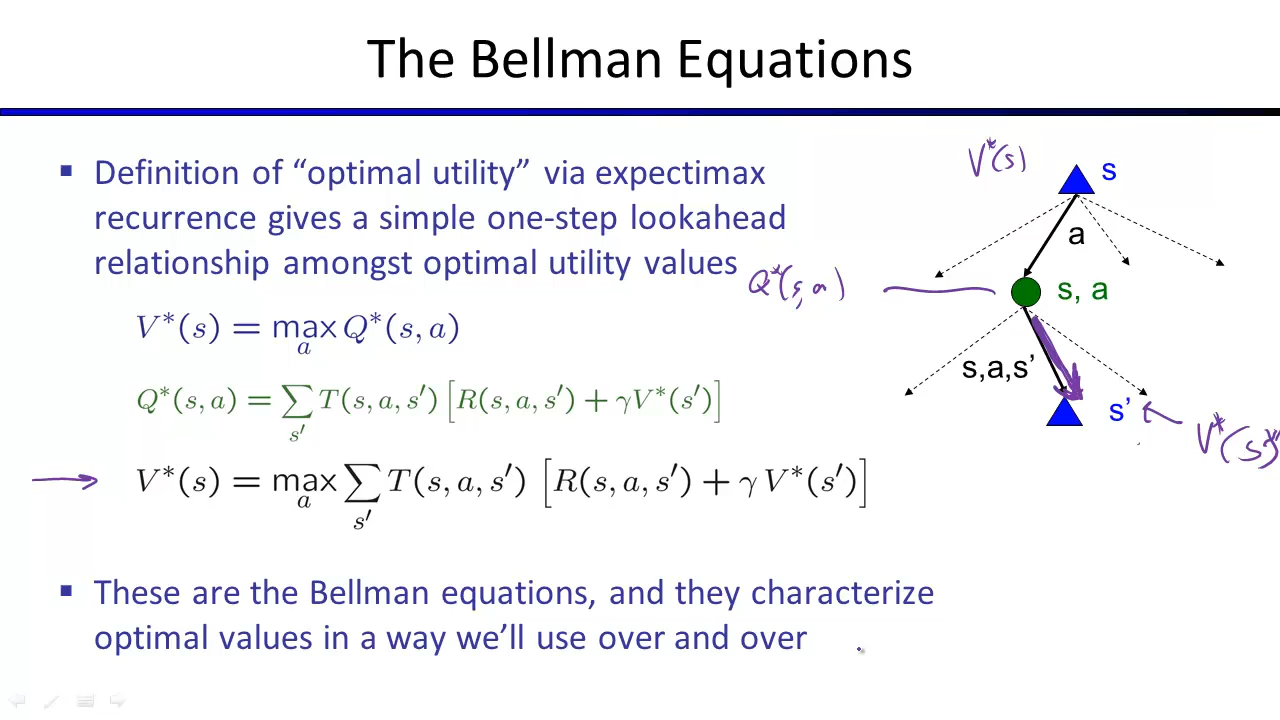 The Bellman Equations
▪ Definition of “optimal utility” via expectimax
recurrence gives a simple one-step lookahead
relationship amongst optimal utility values
V*(s) = max_a Q*(s, a)
Q*(s, a) = ∑_{s′} T(s, a, s′) [R(s, a, s′) + γV*(s′)]
V*(s) = max_a ∑_{s′} T(s, a, s′) [R(s, a, s′) + γ V*(s′)]
▪ These are the Bellman equations, and they characterize
optimal values in a way we’ll use over and over
V*(s)
s
a
Q*(s, a)
s, a
s,a,s’
s’